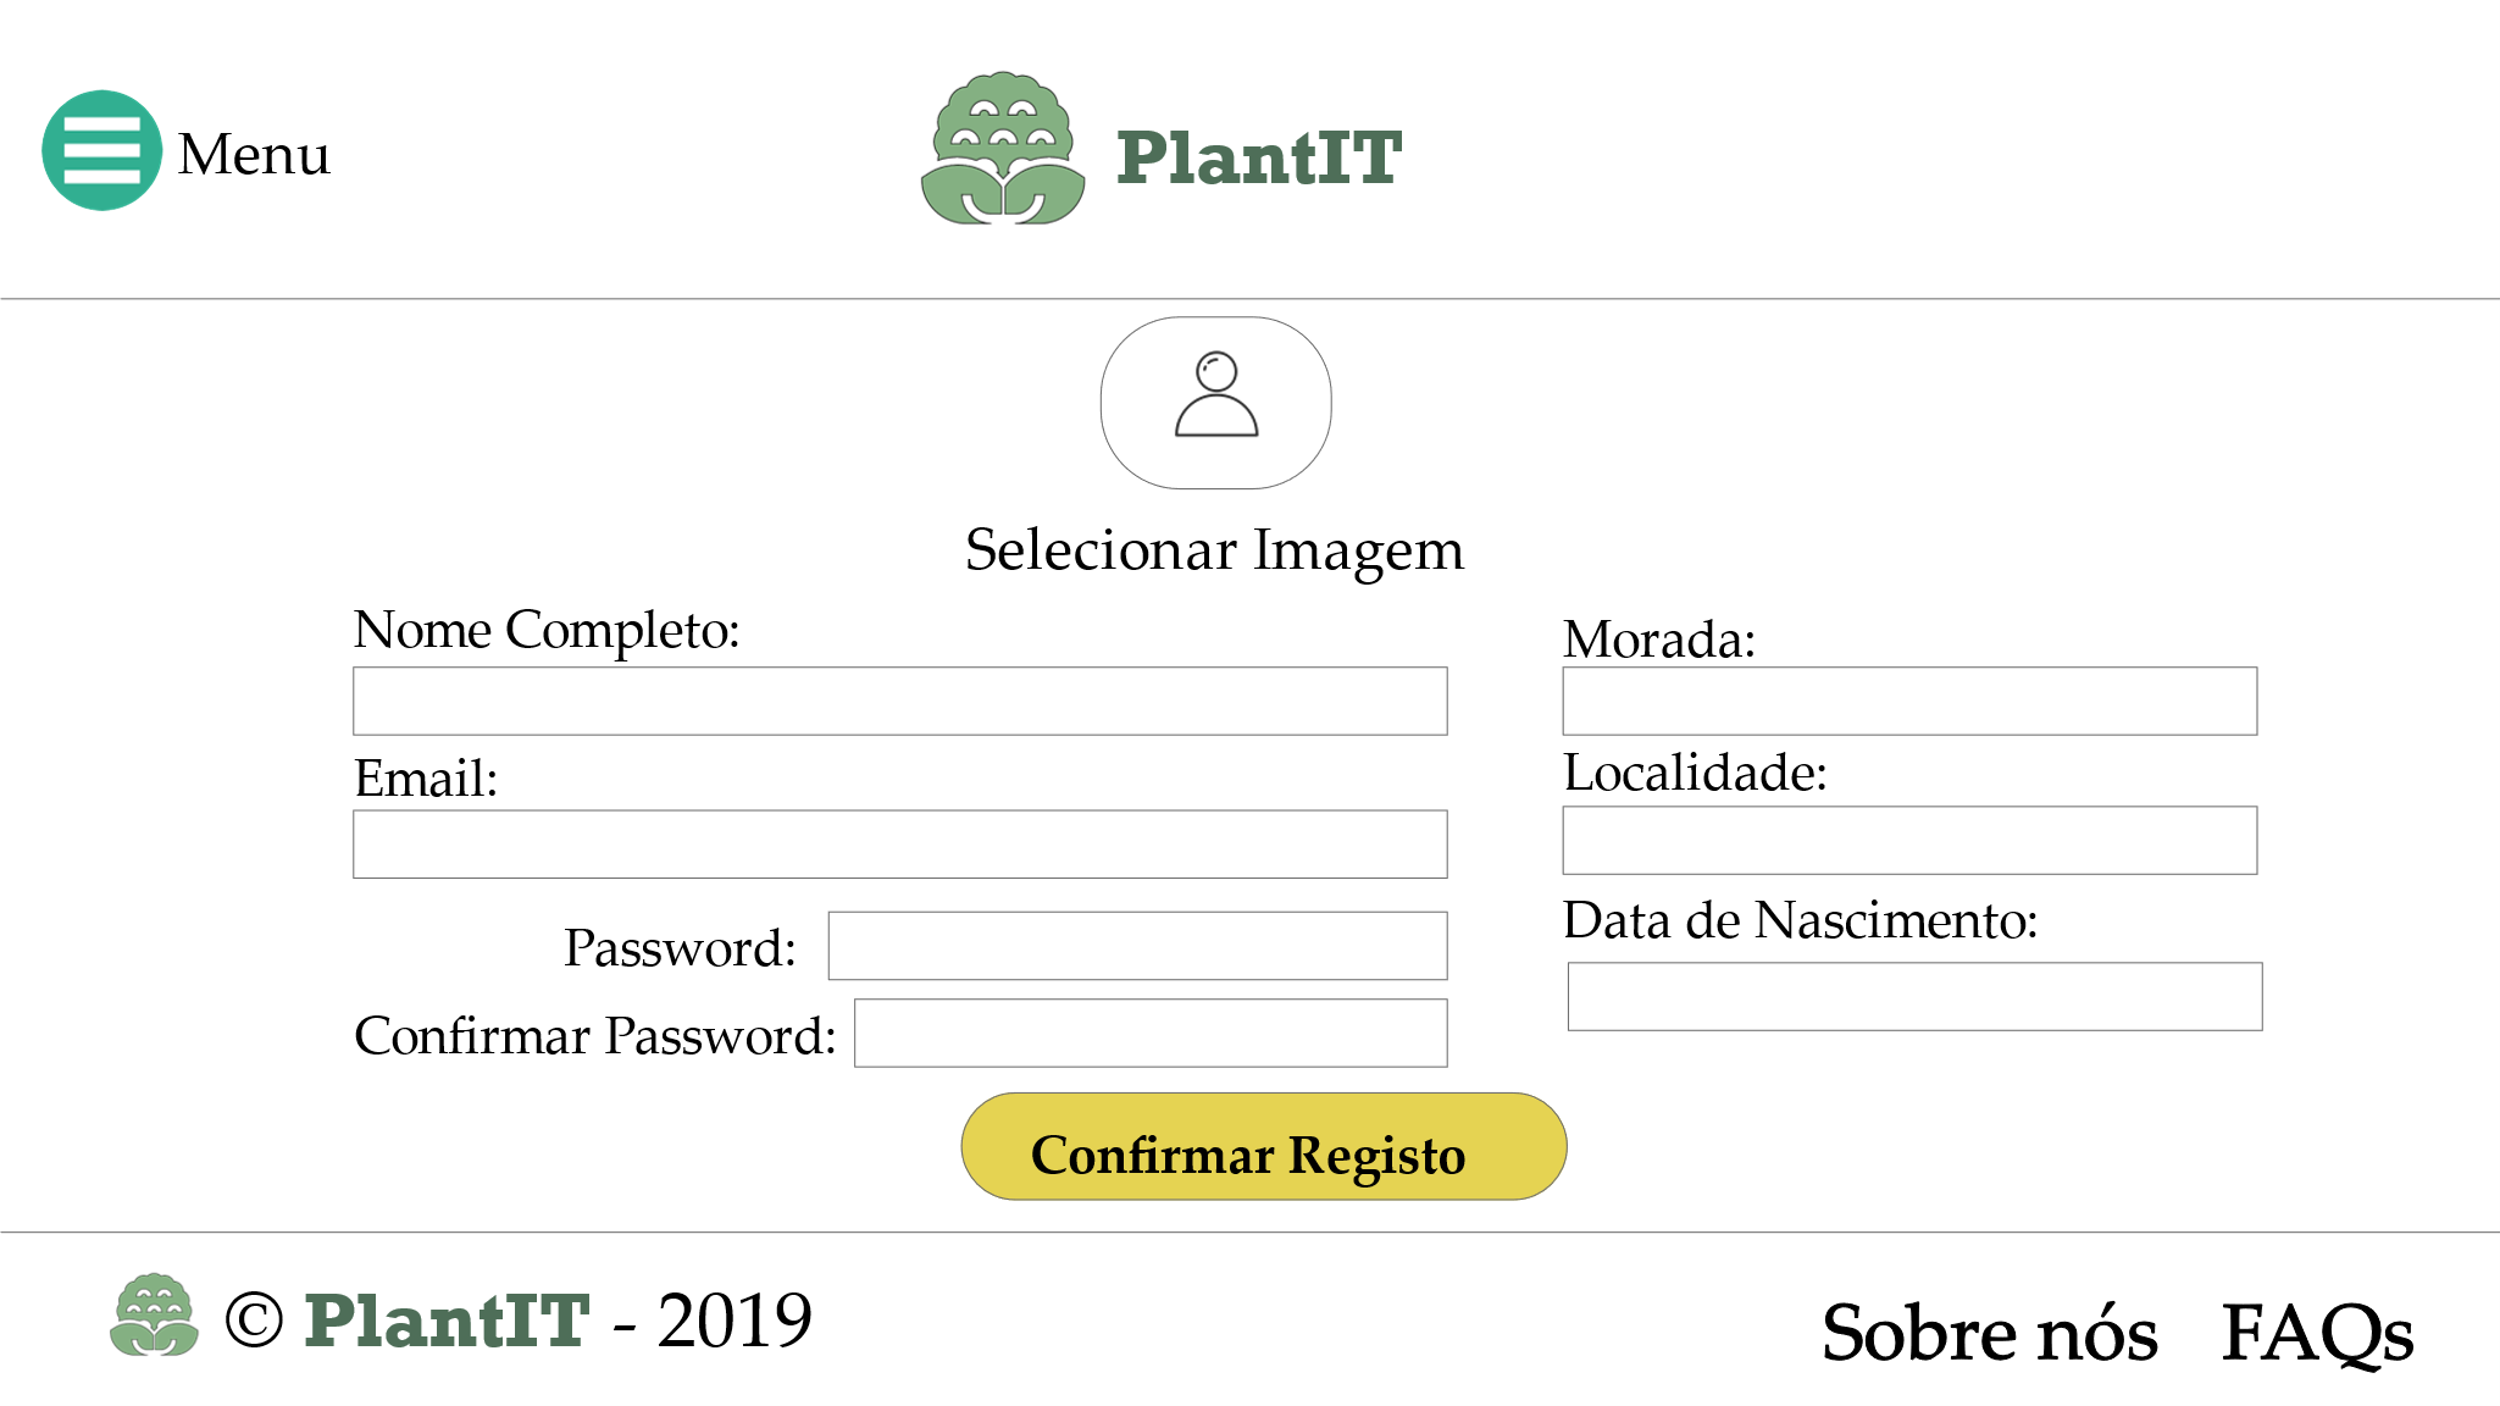 Menu
PlantIT
Selecionar Imagem
Nome Completo:
Morada:
Email:
Localidade:
Password:
Data de Nascimento:
Confirmar Password:
Confirmar Registo
© PlantIT - 2019
Sobre nós FAQs